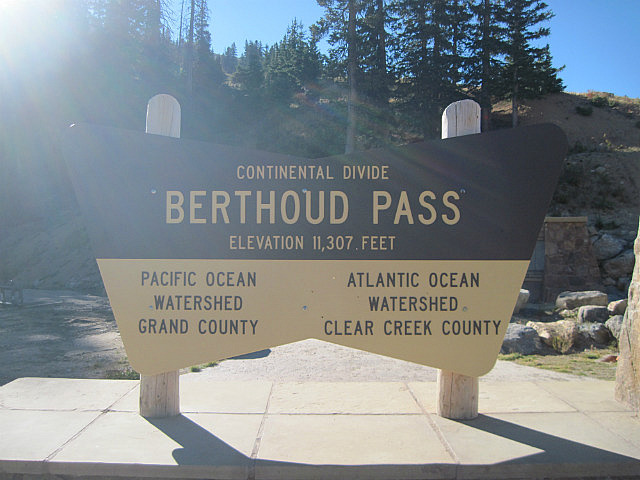 CONTINENTAL DIVIDE
BERTHOUD PASS
ELEVATION 11,307 FEET
PACIFIC OCEAN
WATERSHED
GRAND COUNTY
ATLANTIC OCEAN
WATERSHED
CLEAR CREEK COUNTY